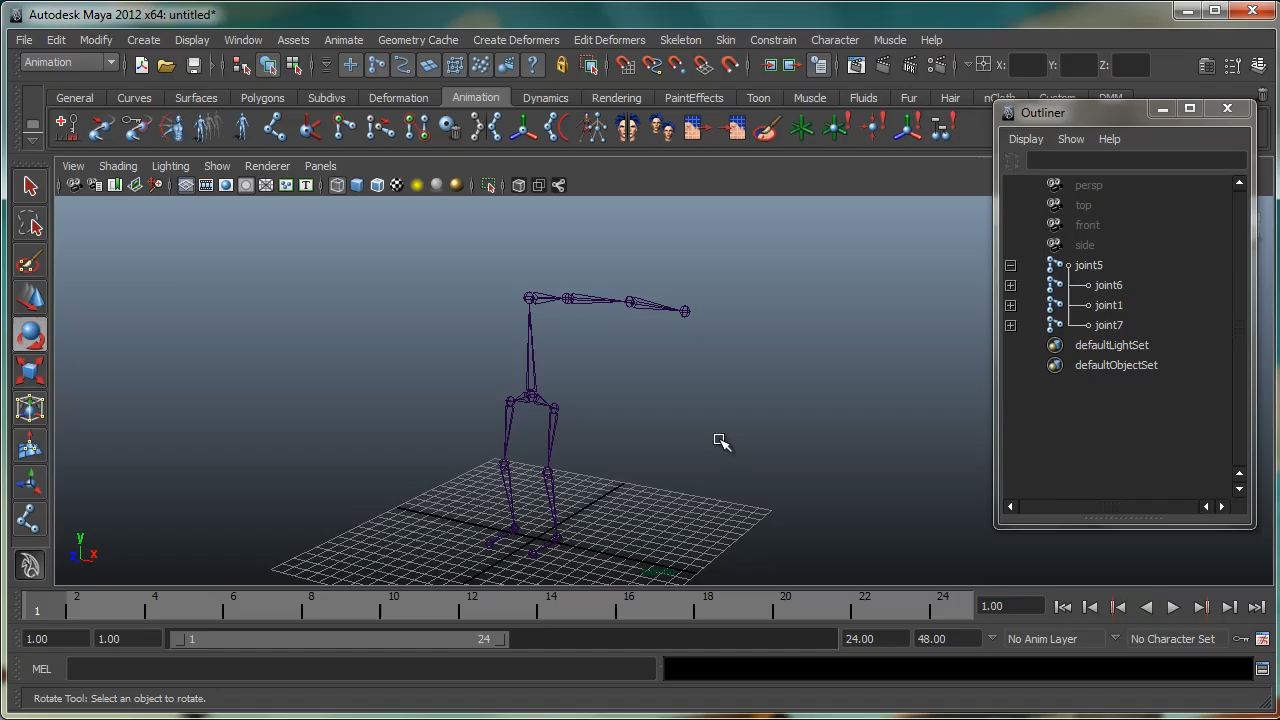 Autodesk Maya 2012 x64: untitled*
File Edit Modify Create Display Window Assets Animate Geometry Cache Create Deformers Edit Deformers Skeleton Skin Constrain Character Muscle Help
Animation X: Y: Z:
General Curves Surfaces Polygons Subdivs Deformation Animation Dynamics Rendering PaintEffects Toon Muscle Fluids Fur Hair nCloth Custom DMM
Outliner
Display Show Help
View Shading Lighting Show Renderer Panels
persp
top
front
side
joint5
joint6
joint1
joint7
defaultLightSet
defaultObjectSet
y
z x
1 2 4 6 8 10 12 14 16 18 20 22 24 1.00
1.00 1.00 1 24 24.00 48.00 No Anim Layer No Character Set
MEL
Rotate Tool: Select an object to rotate.